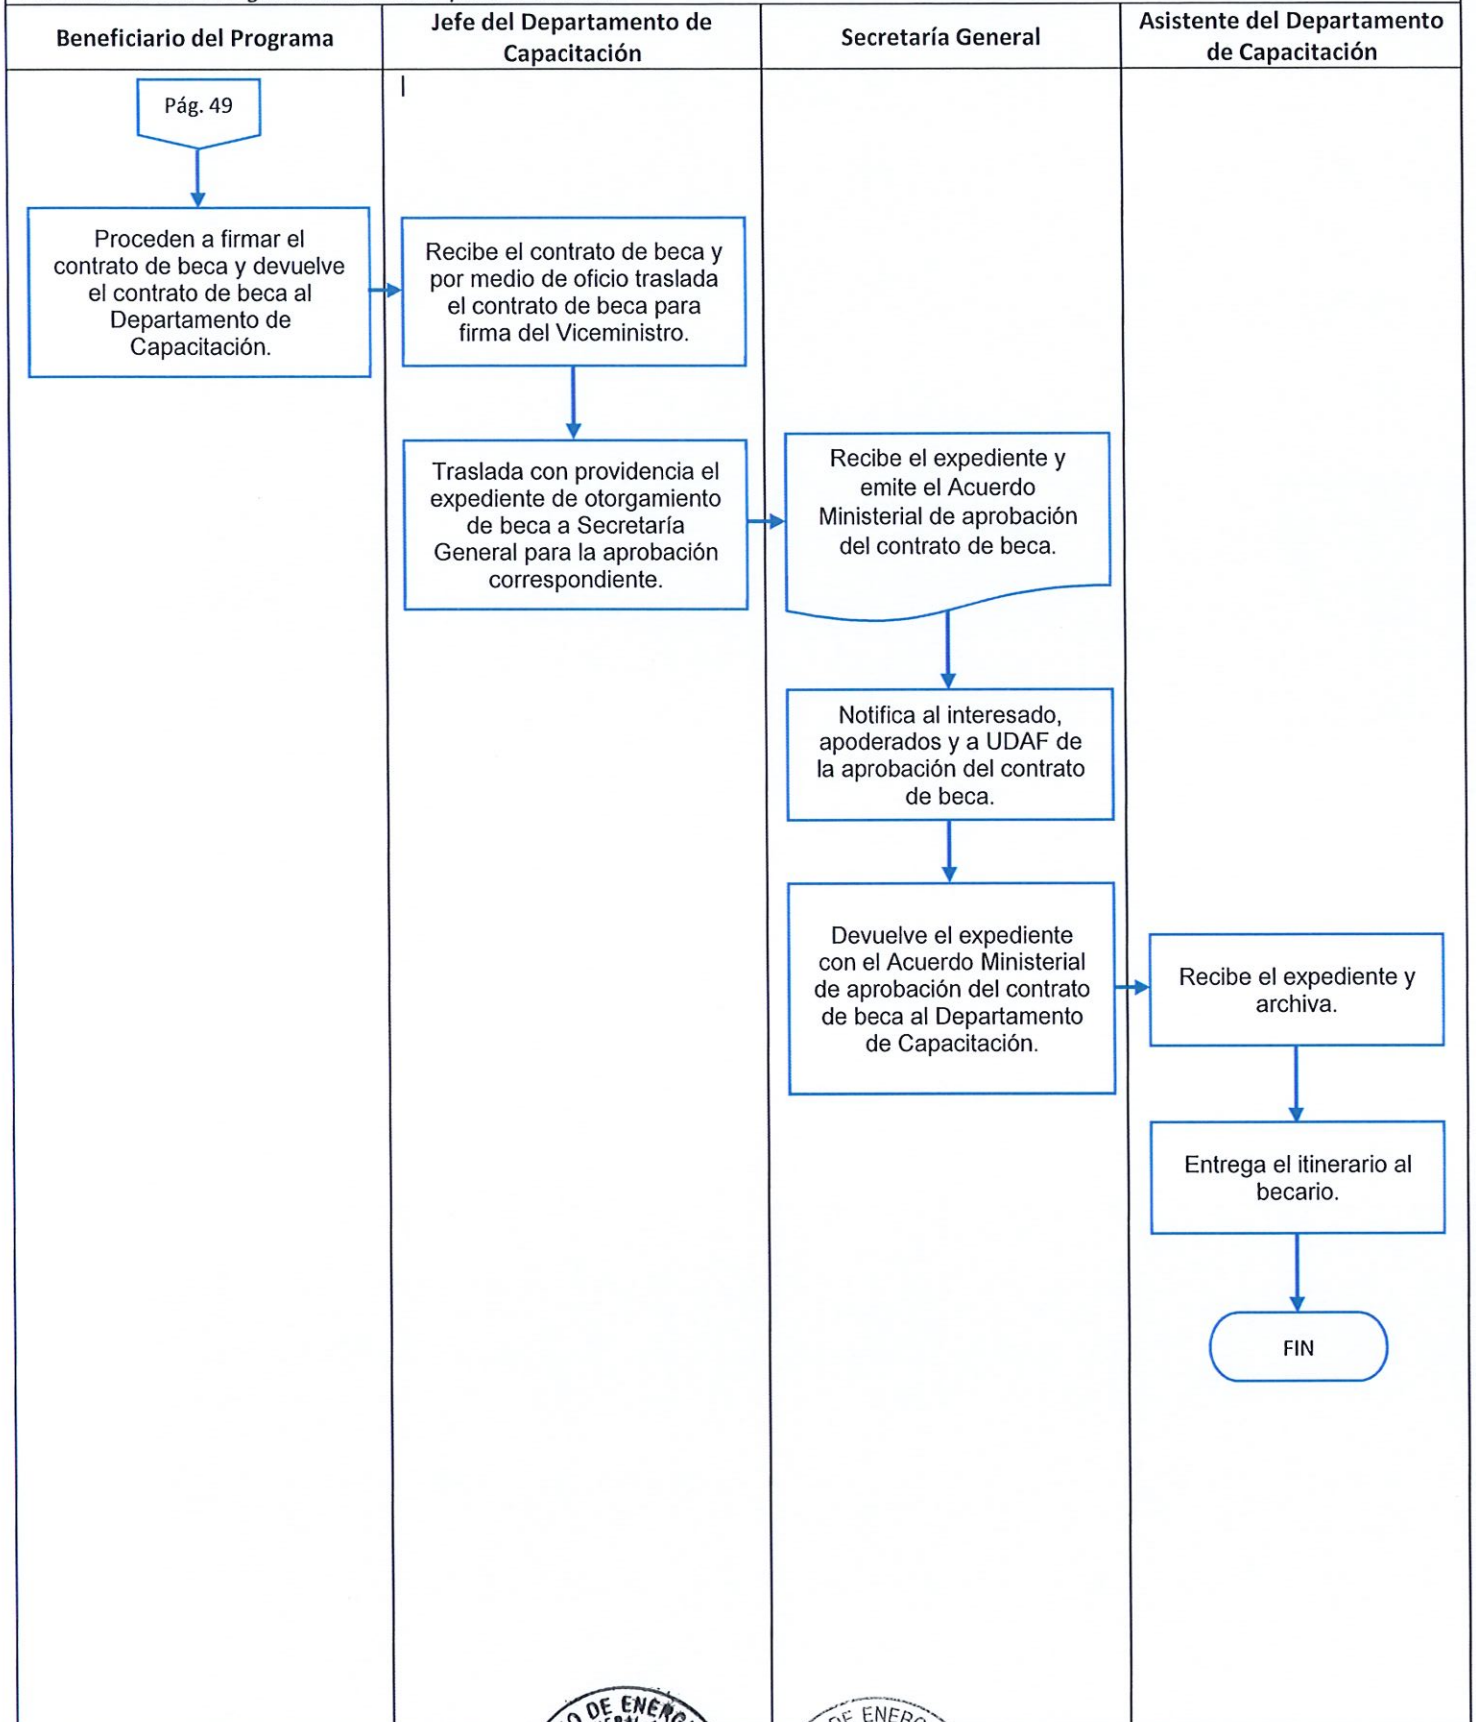 Beneficiario del Programa
Jefe del Departamento de
Capacitación
Secretaría General
Asistente del Departamento
de Capacitación
Pág. 49
Proceden a firmar el
contrato de beca y devuelve
el contrato de beca al
Departamento de
Capacitación.
Recibe el contrato de beca y
por medio de oficio traslada
el contrato de beca para
firma del Viceministro.
Traslada con providencia el
expediente de otorgamiento
de beca a Secretaría
General para la aprobación
correspondiente.
Recibe el expediente y
emite el Acuerdo
Ministerial de aprobación
del contrato de beca.
Notifica al interesado,
apoderados y a UDAF de
la aprobación del contrato
de beca.
Devuelve el expediente
con el Acuerdo Ministerial
de aprobación del contrato
de beca al Departamento
de Capacitación.
Recibe el expediente y
archiva.
Entrega el itinerario al
becario.
FIN
DE ENERG
DE ENERG